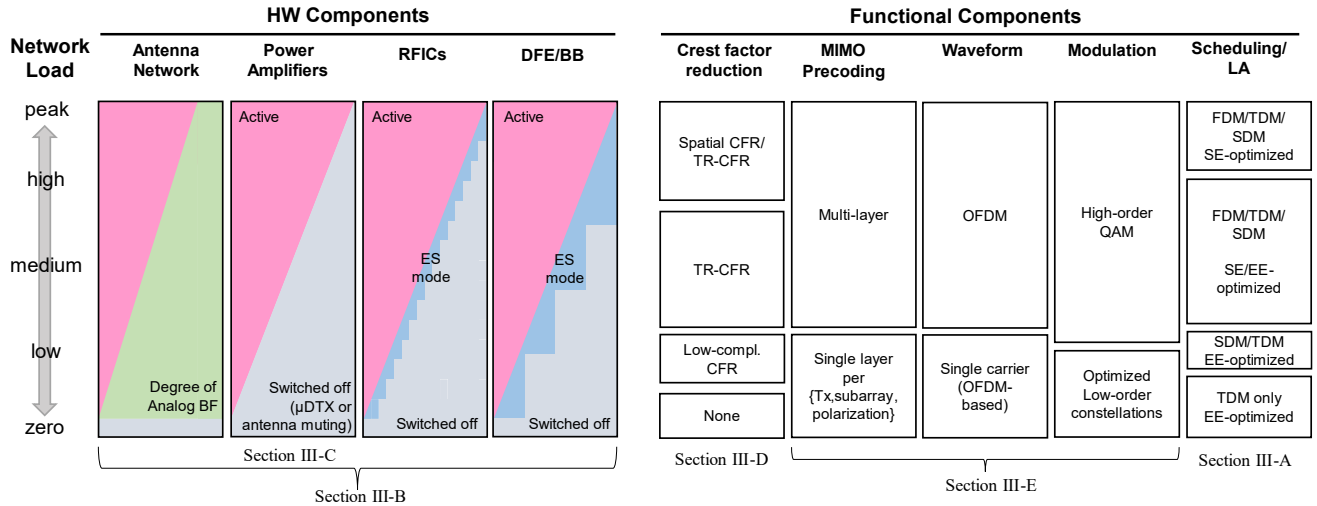 HW Components
Functional Components
Network
Load
Antenna
Network
Power
Amplifiers
RFICs
DFE/BB
Crest factor
reduction
MIMO
Precoding
Waveform
Modulation
Scheduling/
LA
peak
high
medium
low
zero
Degree of
Analog BF
Active
Switched off
(µDTX or
antenna muting)
Active
ES
mode
Switched off
Active
ES
mode
Switched off
Spatial CFR/
TR-CFR
TR-CFR
Low-compl.
CFR
None
Multi-layer
Single layer
per
{Tx,subarray,
polarization}
OFDM
Single carrier
(OFDM-
based)
High-order
QAM
Optimized
Low-order
constellations
FDM/TDM/
SDM
SE-optimized
FDM/TDM/
SDM
SE/EE-
optimized
SDM/TDM
EE-optimized
TDM only
EE-optimized
Section III-C
Section III-B
Section III-D
Section III-E
Section III-A